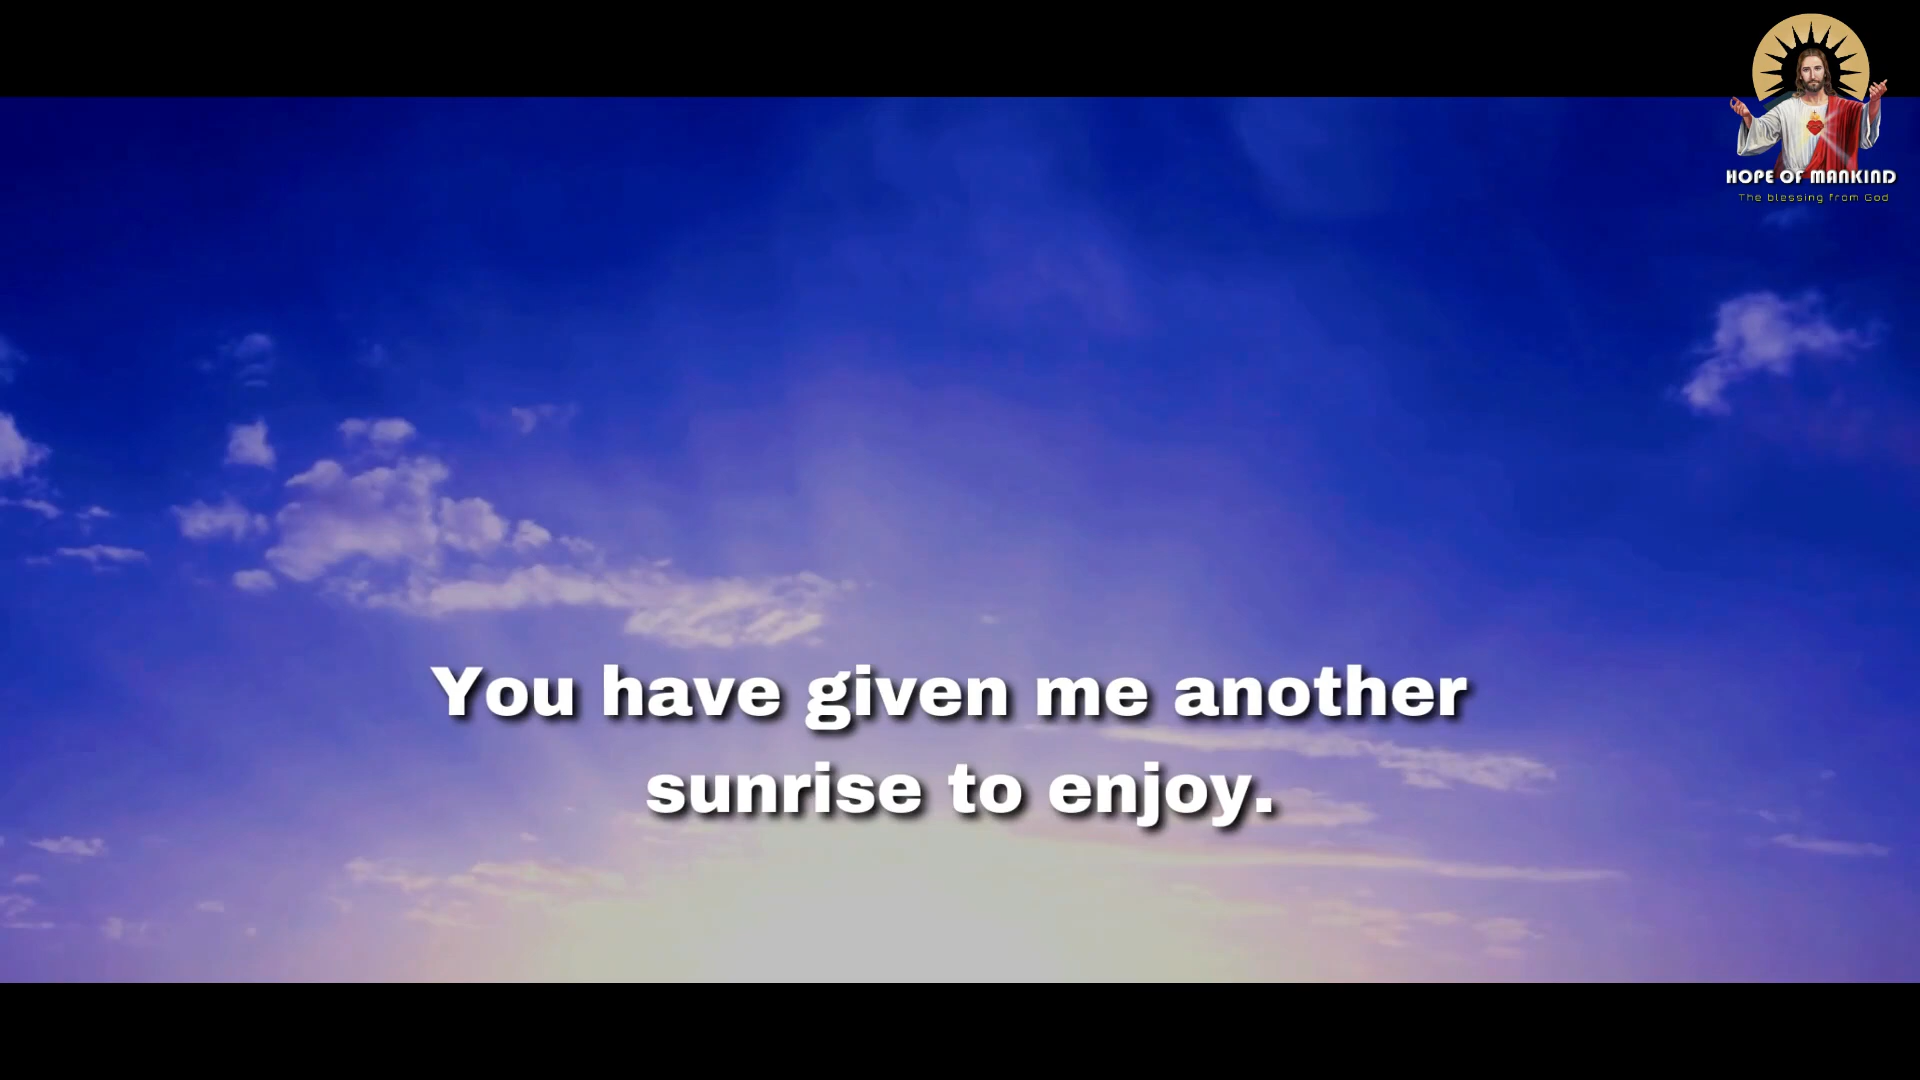 HOPE OF MANKIND
The blessing from God
You have given me another
sunrise to enjoy.